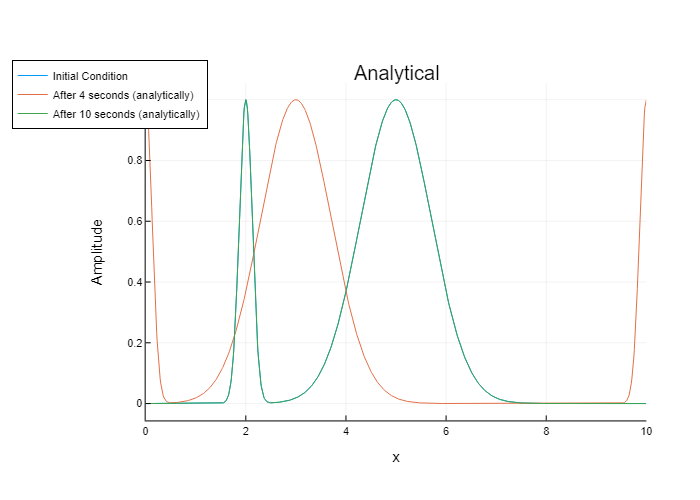 Analytical
Initial Condition
After 4 seconds (analytically)
After 10 seconds (analytically)
0.8
0.6
0.4
0.2
0
Amplitude
0 2 4 6 8 10
x